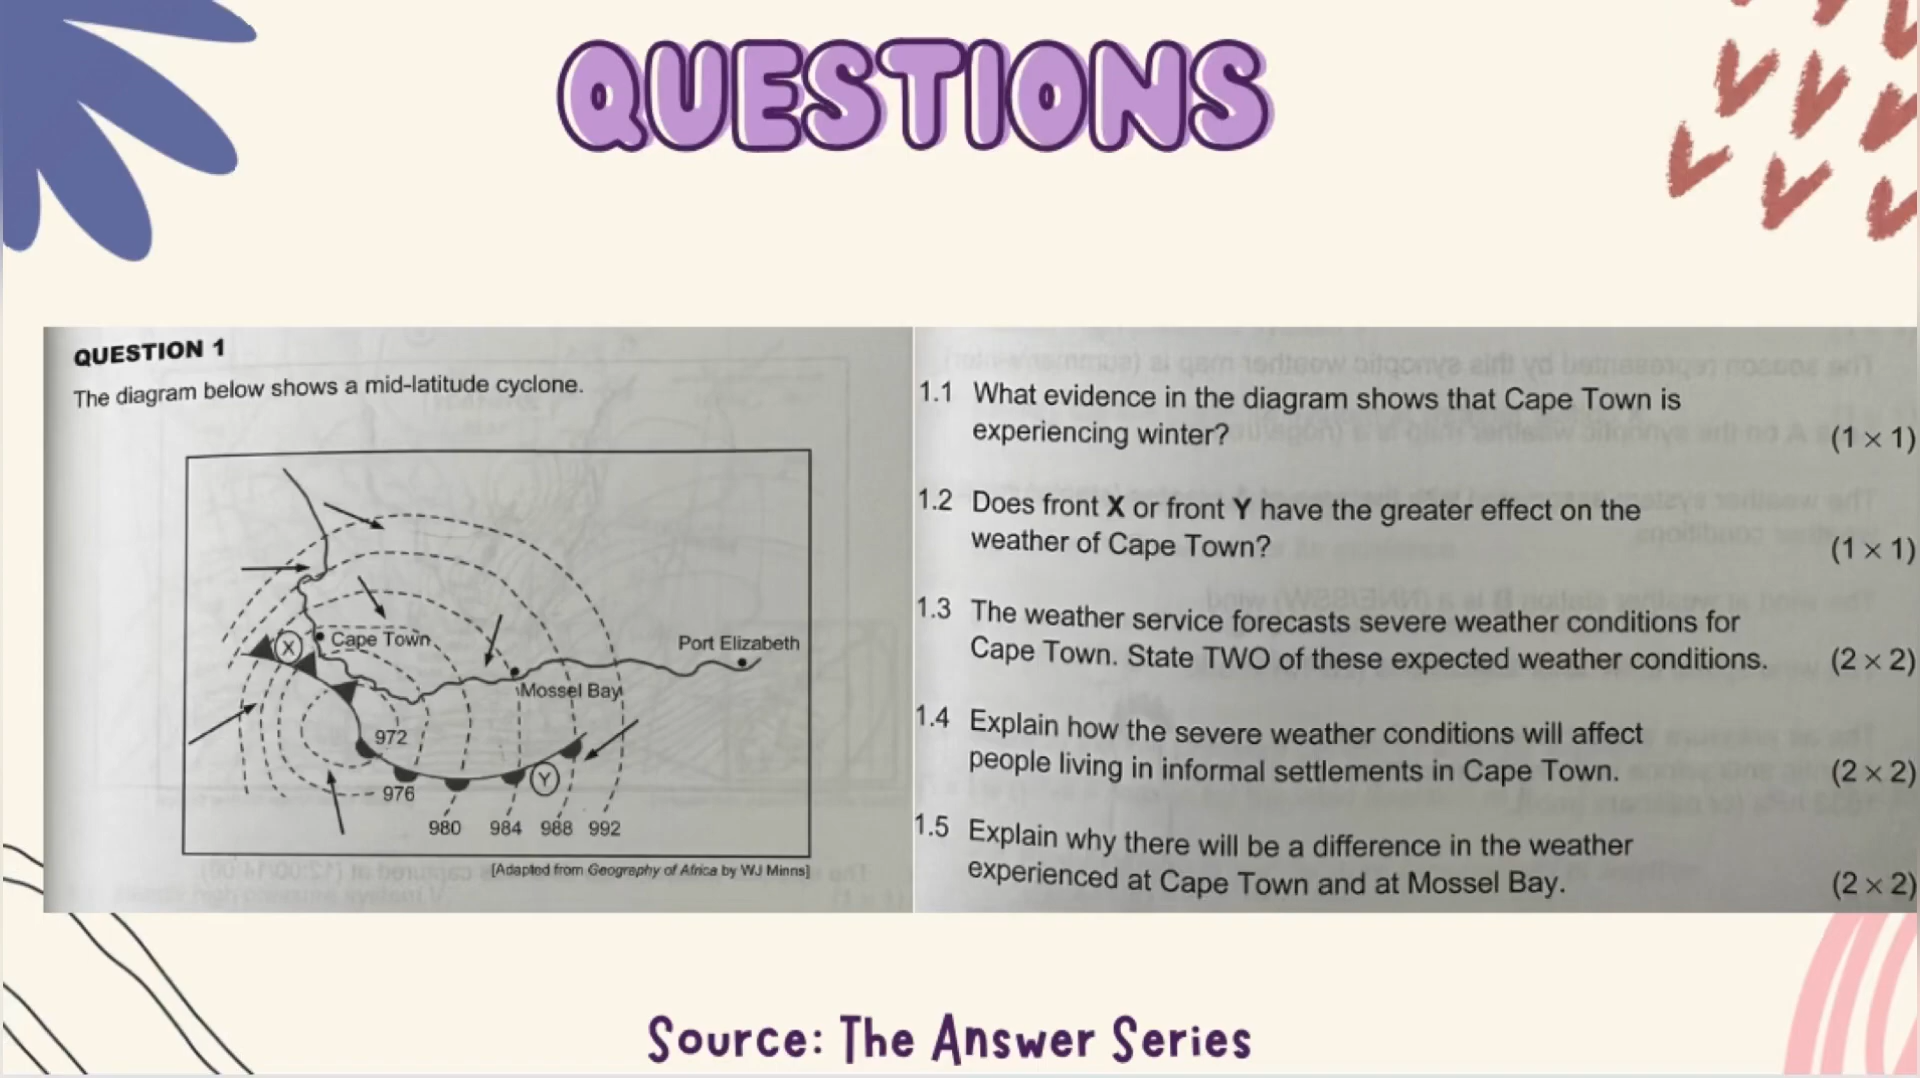 QUESTIONS
QUESTION 1
The diagram below shows a mid-latitude cyclone.
X
Cape Town
Port Elizabeth
Mossel Bay
972
Y
976
980 984 988 992
[Adapted from Geography of Africa by WJ Minns]
1.1 What evidence in the diagram shows that Cape Town is
experiencing winter? (1 × 1)
1.2 Does front X or front Y have the greater effect on the
weather of Cape Town? (1 × 1)
1.3 The weather service forecasts severe weather conditions for
Cape Town. State TWO of these expected weather conditions. (2 × 2)
1.4 Explain how the severe weather conditions will affect
people living in informal settlements in Cape Town. (2 × 2)
1.5 Explain why there will be a difference in the weather
experienced at Cape Town and at Mossel Bay. (2 × 2)
Source: The Answer Series